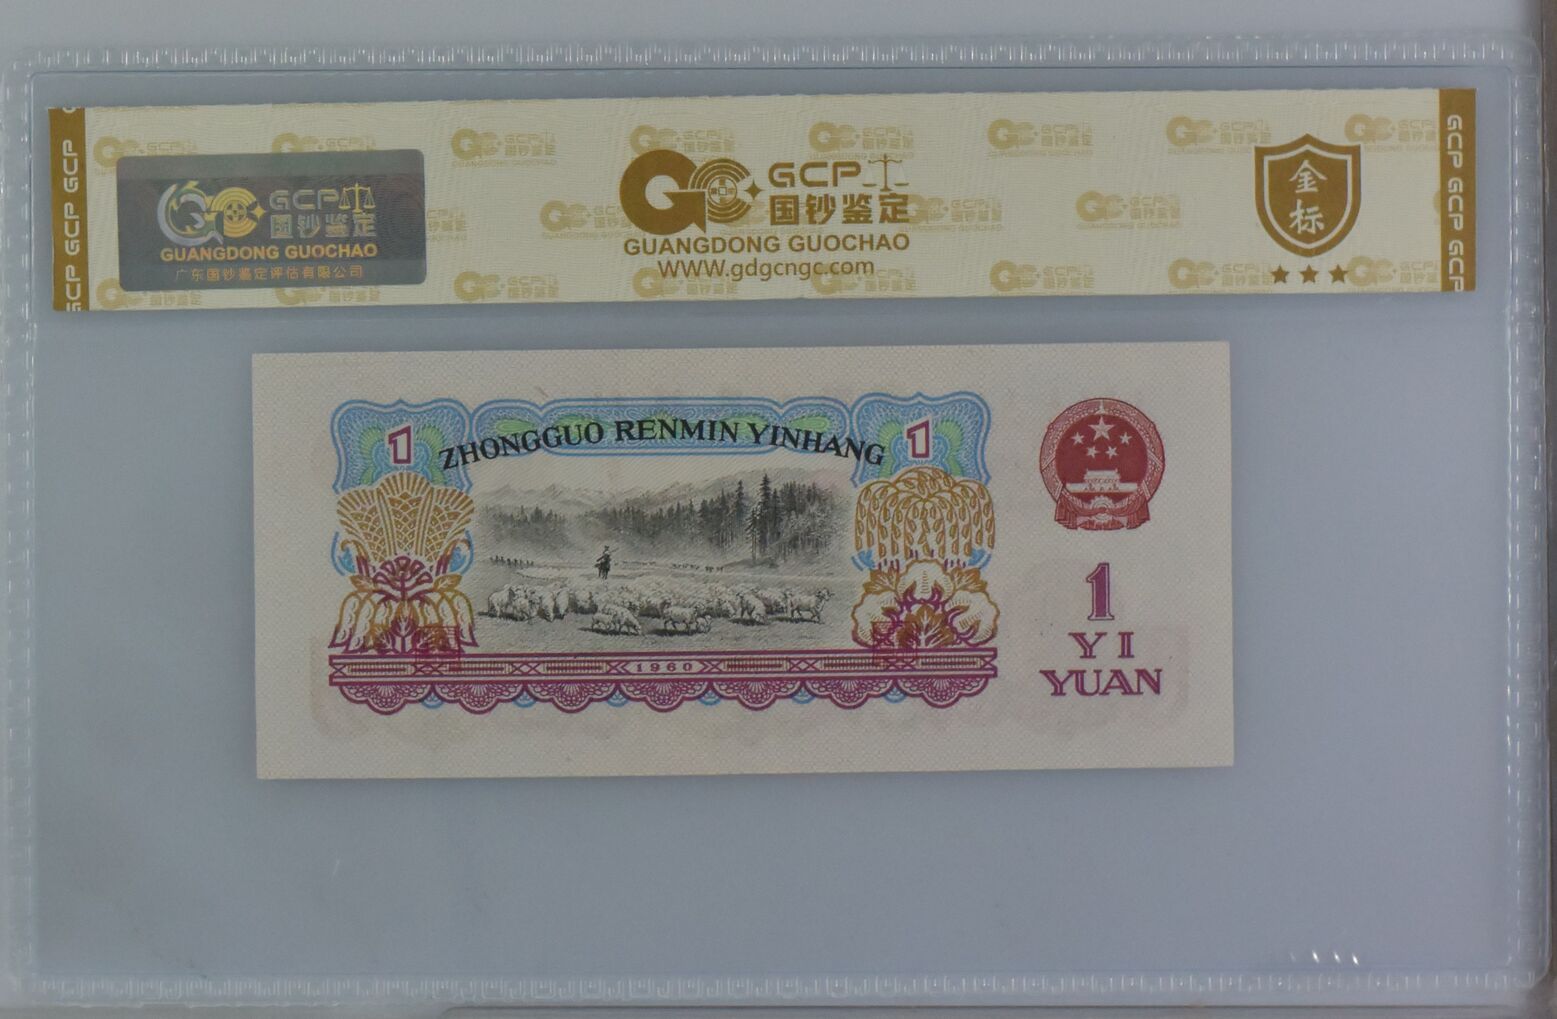 GCP GCP GCP
GCP
国钞鉴定
GUANGDONG GUOCHAO
广东国钞鉴定评估有限公司
GCP
国钞鉴定
GUANGDONG GUOCHAO
WWW.gdgcngc.com
金
标
GCP GCP GCP
1
ZHONGGUO RENMIN YINHANG
1
1960
1
YI
YUAN